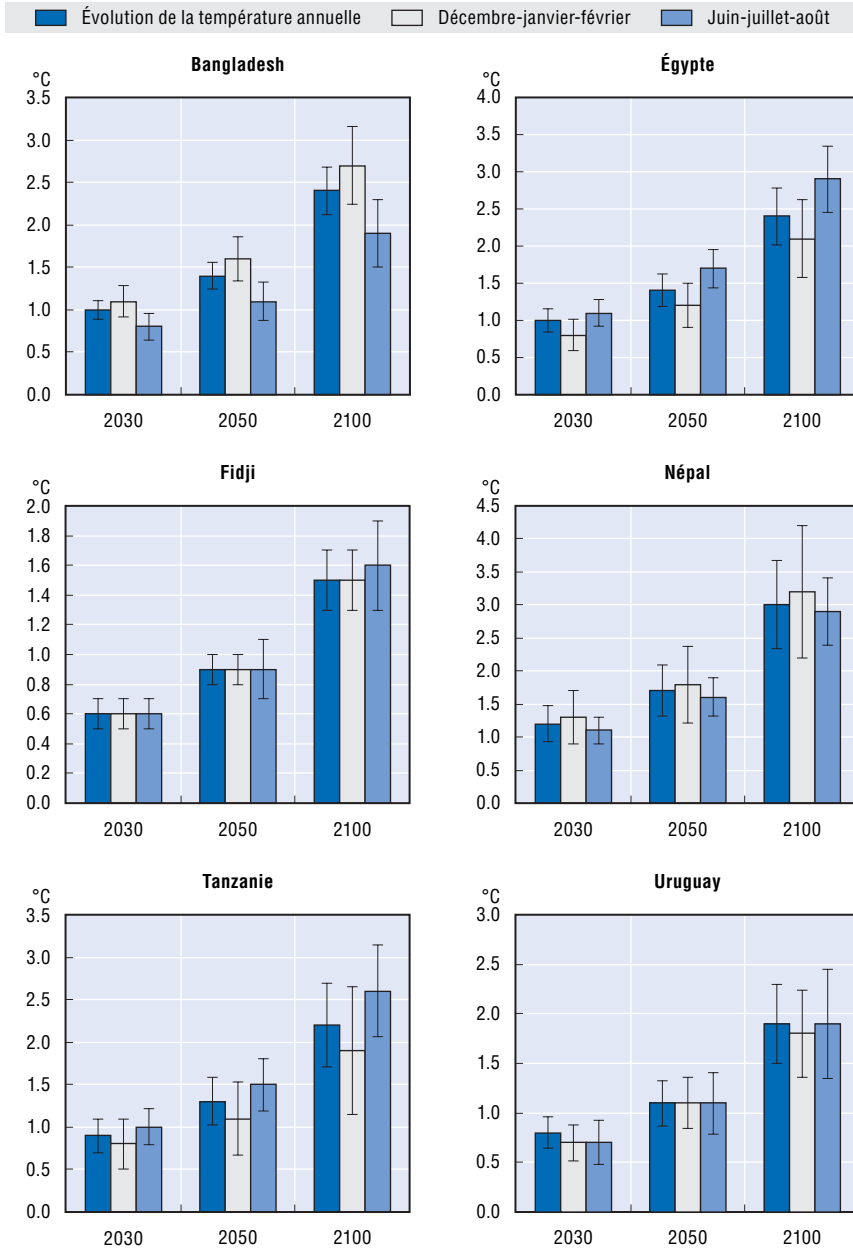 Évolution de la température annuelle Décembre-janvier-février Juin-juillet-août
Bangladesh
°C
3.5
3.0
2.5
2.0
1.5
1.0
0.5
0.0
2030 2050 2100
Égypte
°C
4.0
3.5
3.0
2.5
2.0
1.5
1.0
0.5
0.0
2030 2050 2100
Fidji
°C
2.0
1.8
1.6
1.4
1.2
1.0
0.8
0.6
0.4
0.2
0.0
2030 2050 2100
Népal
°C
4.5
4.0
3.5
3.0
2.5
2.0
1.5
1.0
0.5
0.0
2030 2050 2100
Tanzanie
°C
3.5
3.0
2.5
2.0
1.5
1.0
0.5
0.0
2030 2050 2100
Uruguay
°C
3.0
2.5
2.0
1.5
1.0
0.5
0.0
2030 2050 2100